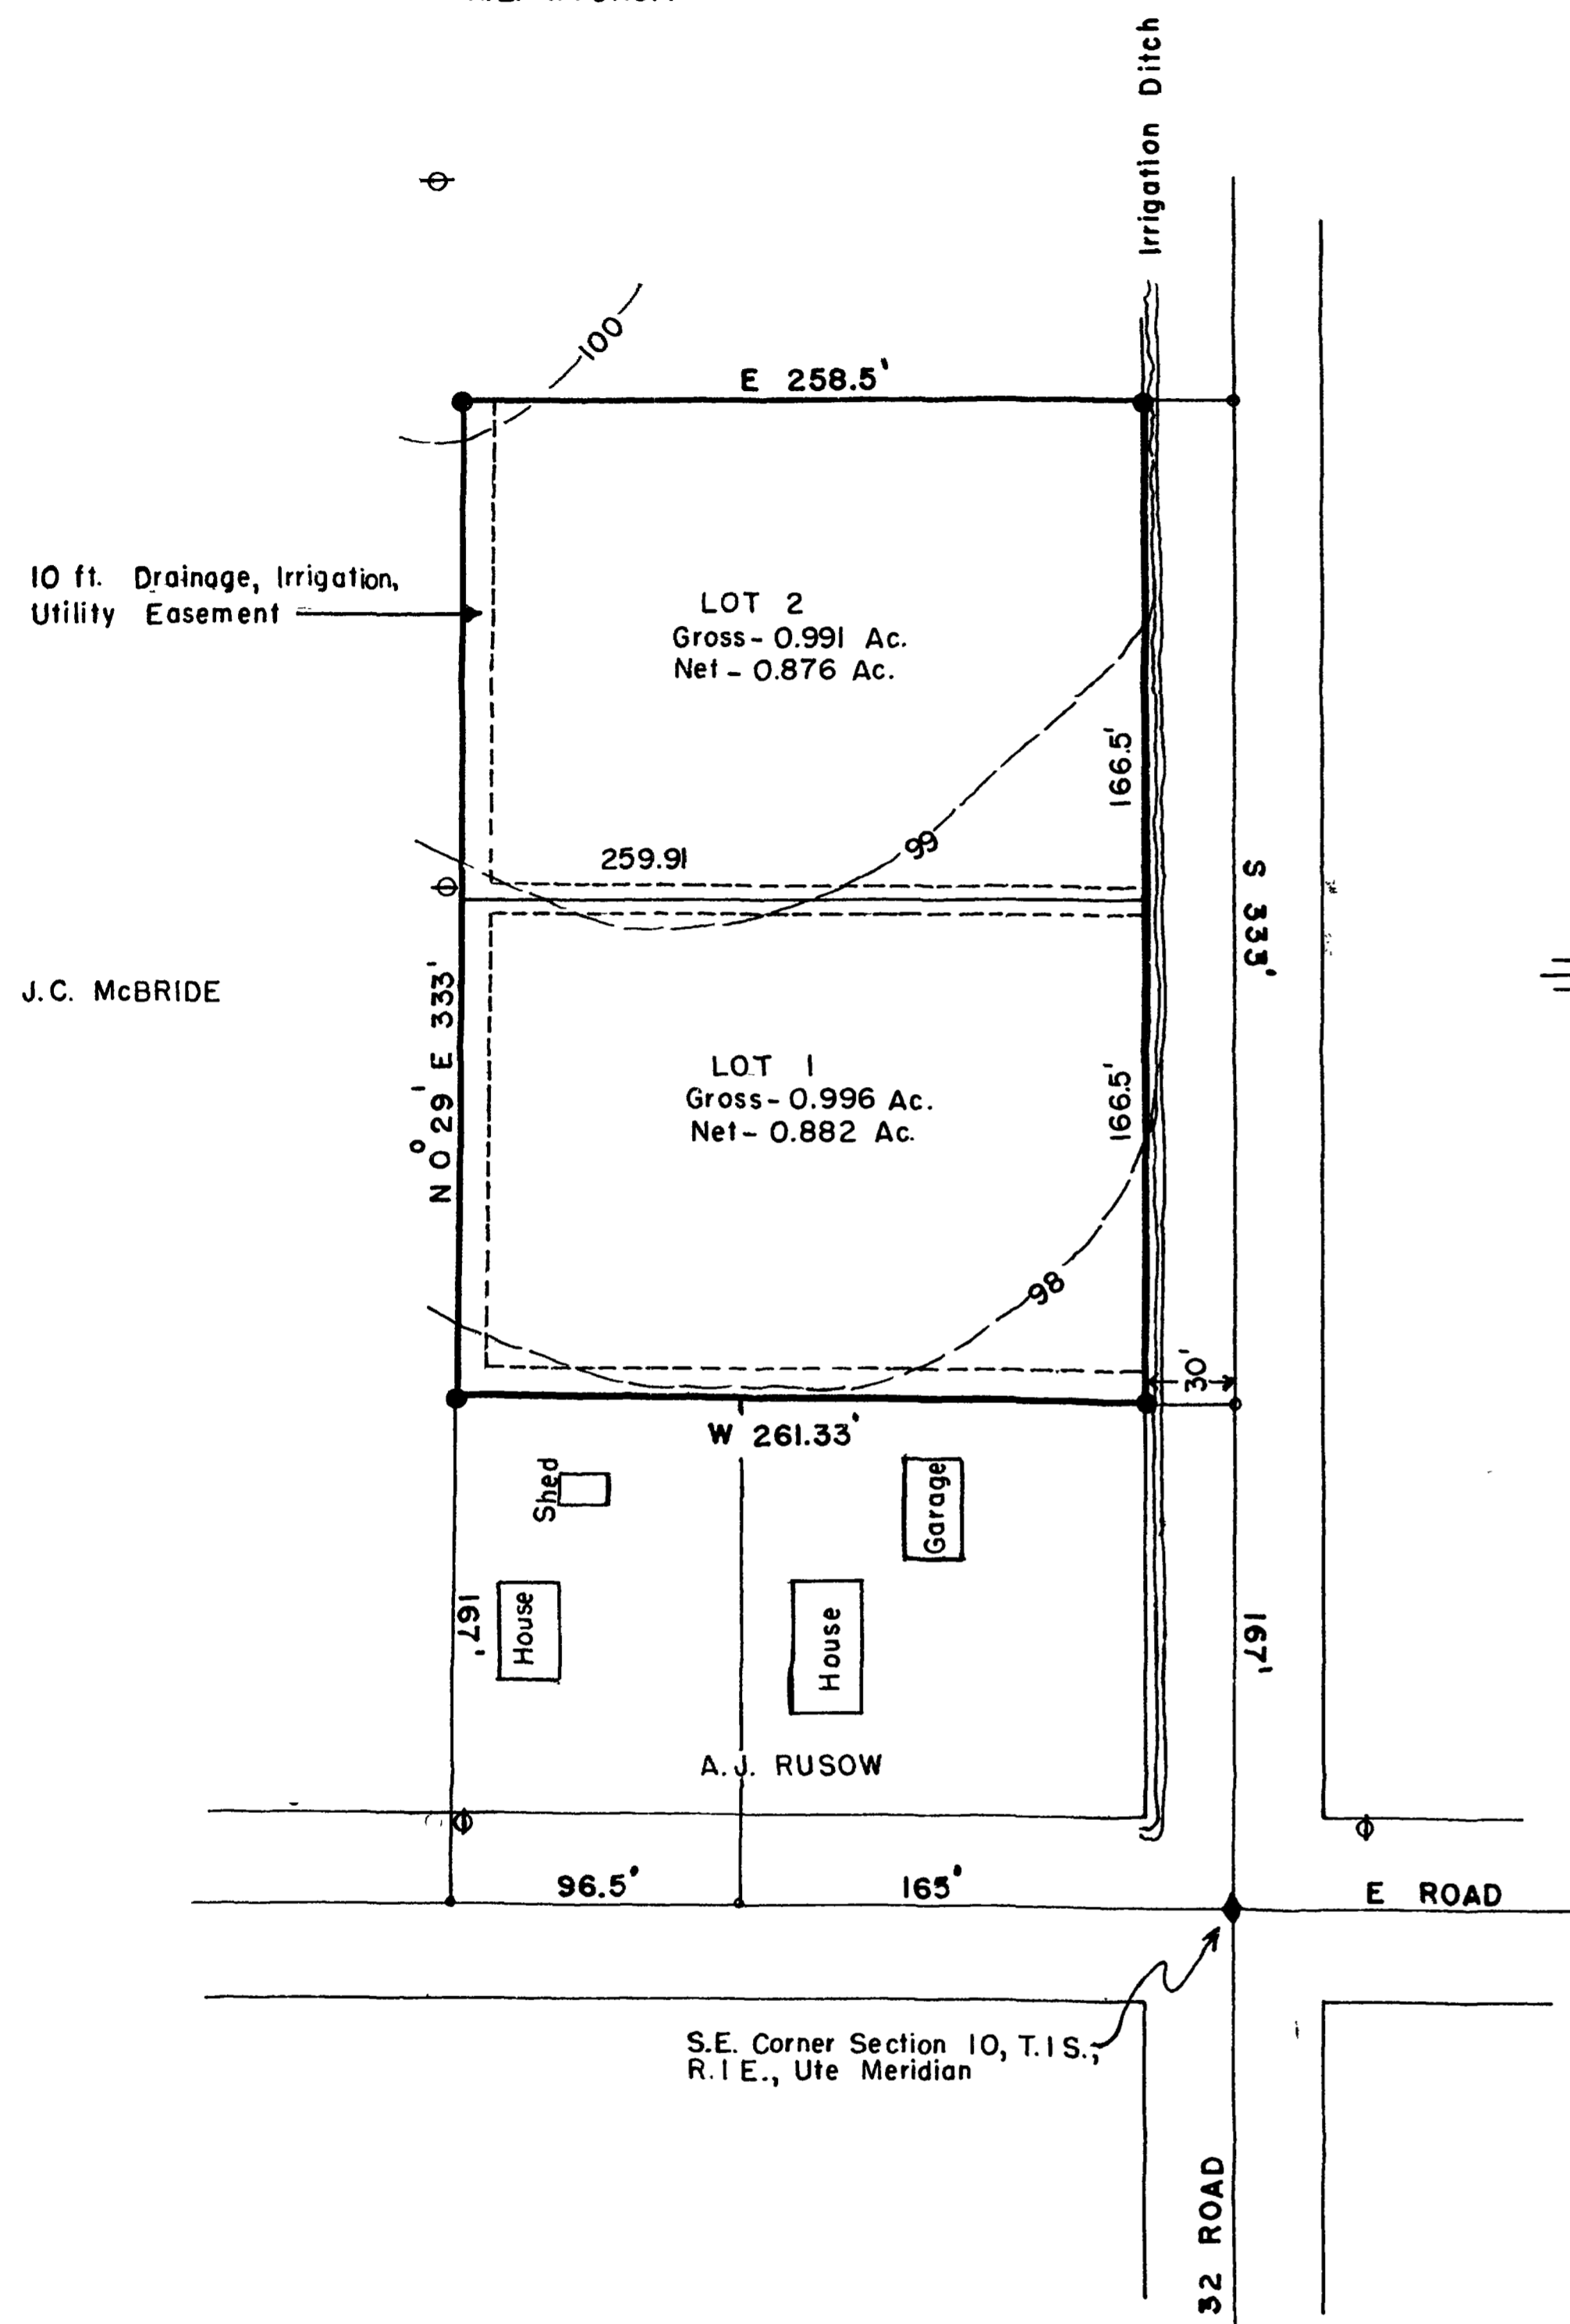 Irrigation Ditch
100
E 258.5'
10 ft. Drainage, Irrigation,
Utility Easement
LOT 2
Gross - 0.991 Ac.
Net - 0.876 Ac.
166.5'
99
259.91
S 333'
J.C. McBRIDE
N 0° 29' E 333'
LOT 1
Gross - 0.996 Ac.
Net - 0.882 Ac.
166.5'
98
30'
W 261.33'
Shed
Garage
167'
House
House
167'
A.J. RUSOW
96.5'
165'
E ROAD
S.E. Corner Section 10, T.1 S.,
R.1 E., Ute Meridian
32 ROAD